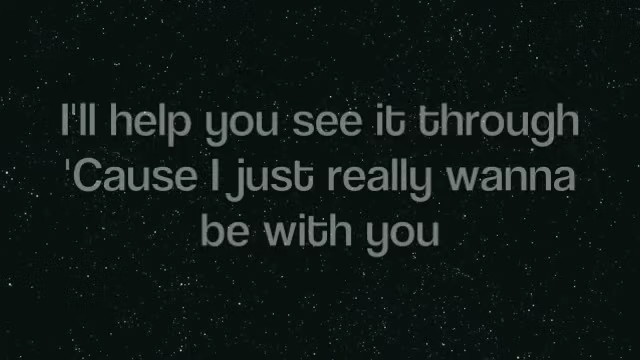 I'll help you see it through
'Cause I just really wanna
be with you